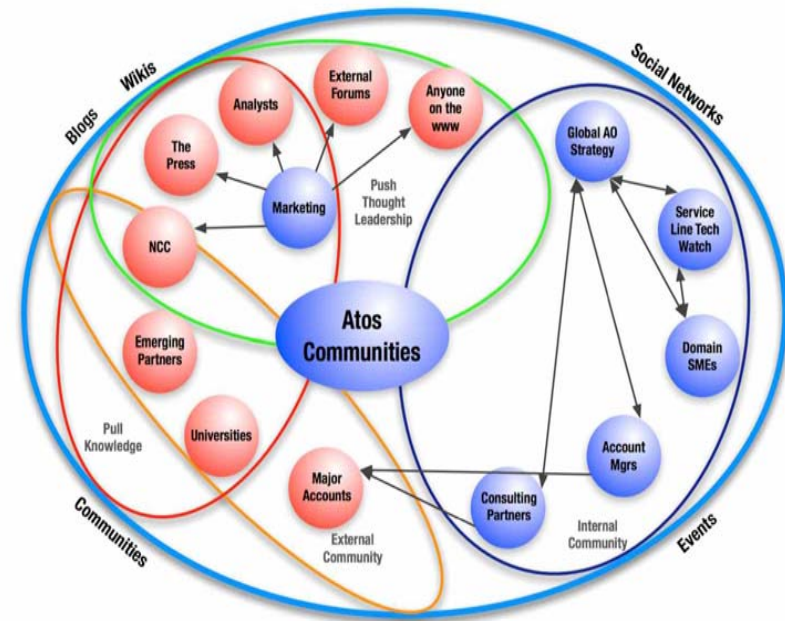 Blogs
Wikis
Social Networks
Communities
Events
Analysts
External
Forums
Anyone
on the
www
The
Press
Marketing
Push
Thought
Leadership
NCC
Global AO
Strategy
Service
Line Tech
Watch
Atos
Communities
Emerging
Partners
Domain
SMEs
Pull
Knowledge
Universities
Major
Accounts
Account
Mgrs
Consulting
Partners
External
Community
Internal
Community